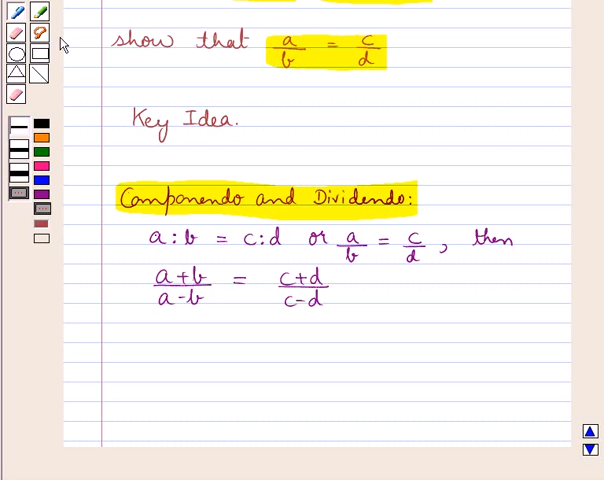 show that a/b = c/d
Key Idea.
Componendo and Dividendo:
a : b = c : d or a/b = c/d , then
a+b/a-b = c+d/c-d